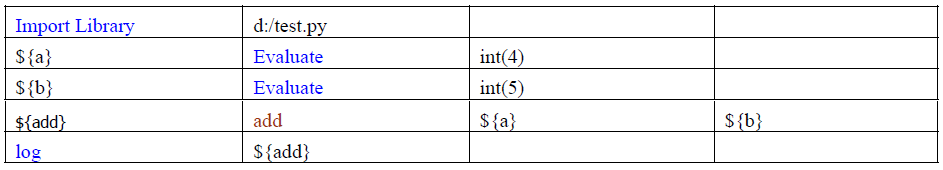 Import Library d:/test.py
${a} Evaluate int(4)
${b} Evaluate int(5)
${add} add ${a} ${b}
log ${add}